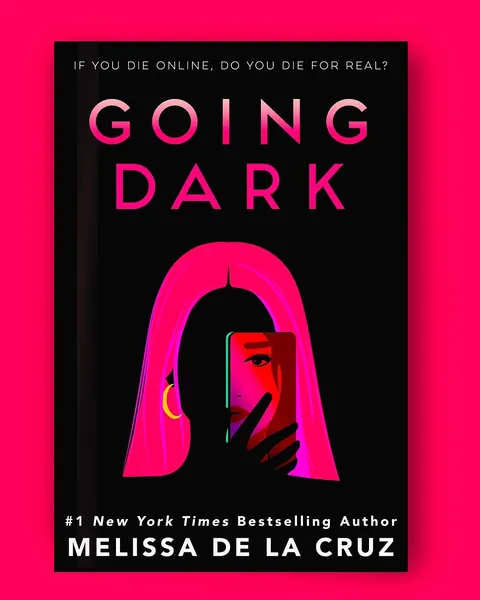 IF YOU DIE ONLINE, DO YOU DIE FOR REAL?
GOING
DARK
#1 New York Times Bestselling Author
MELISSA DE LA CRUZ